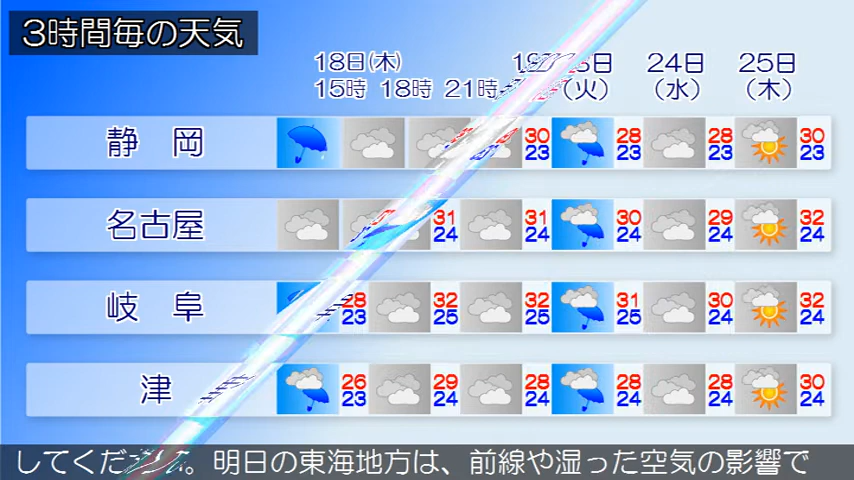 3時間毎の天気
18日(木)
15時 18時 21時
日 24日 25日
(火) (水) (木)
静岡 30 23 28 23 28 23 30 23
名古屋 31 24 31 24 30 24 29 24 32 24
岐阜 28 23 32 25 32 25 31 25 30 24 32 24
津 26 23 29 24 28 24 28 24 28 24 30 24
してくだ 。明日の東海地方は、前線や湿った空気の影響で